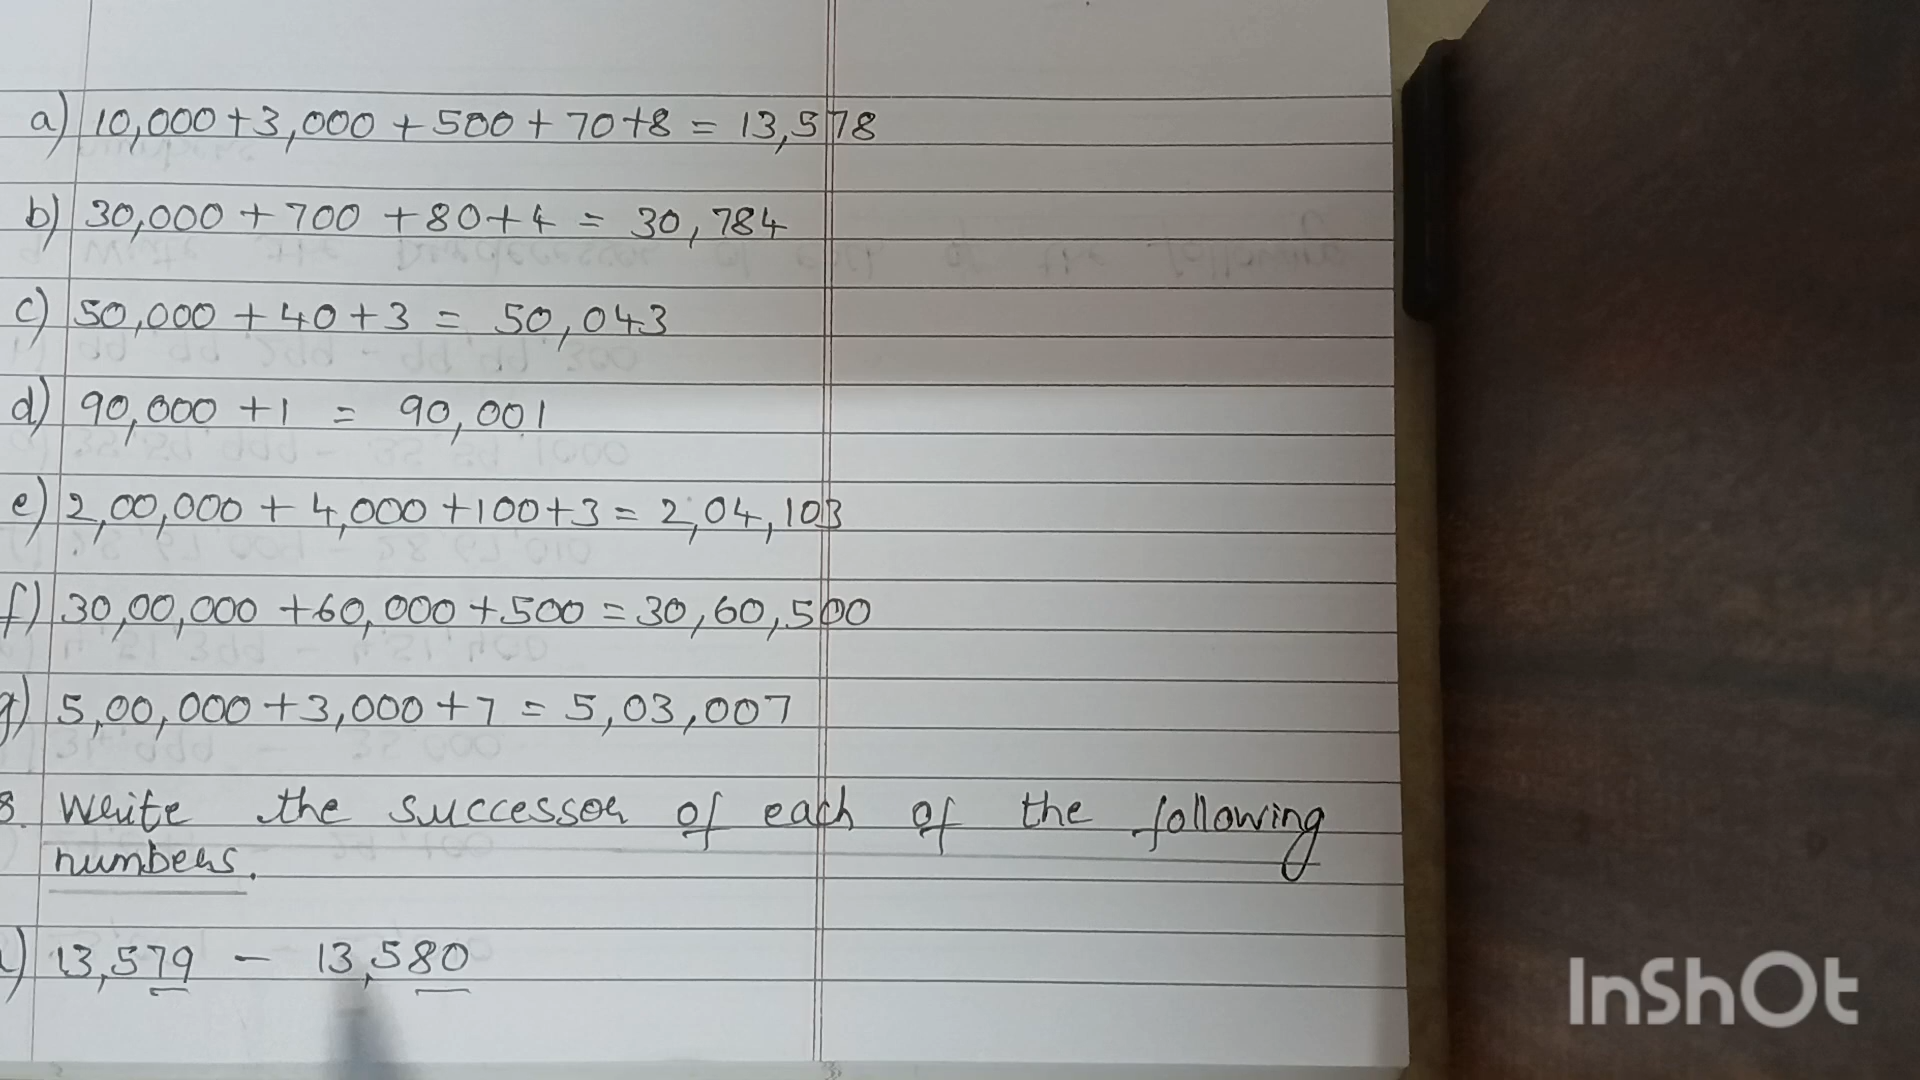 a) 10,000+3,000 +500+70+8 = 13,578
b) 30,000 +700 +80+4 = 30,784
c) 50,000 +40+3 = 50,043
d) 90,000 +1 = 90,001
e) 2,00,000 + 4,000 +100+3 = 2,04,103
f) 30,00,000 +60,000 +500 = 30,60,500
g) 5,00,000+3,000+7 = 5,03,007
8. Write the successor of each of the following
numbers.
13,579 - 13,580
InShOt